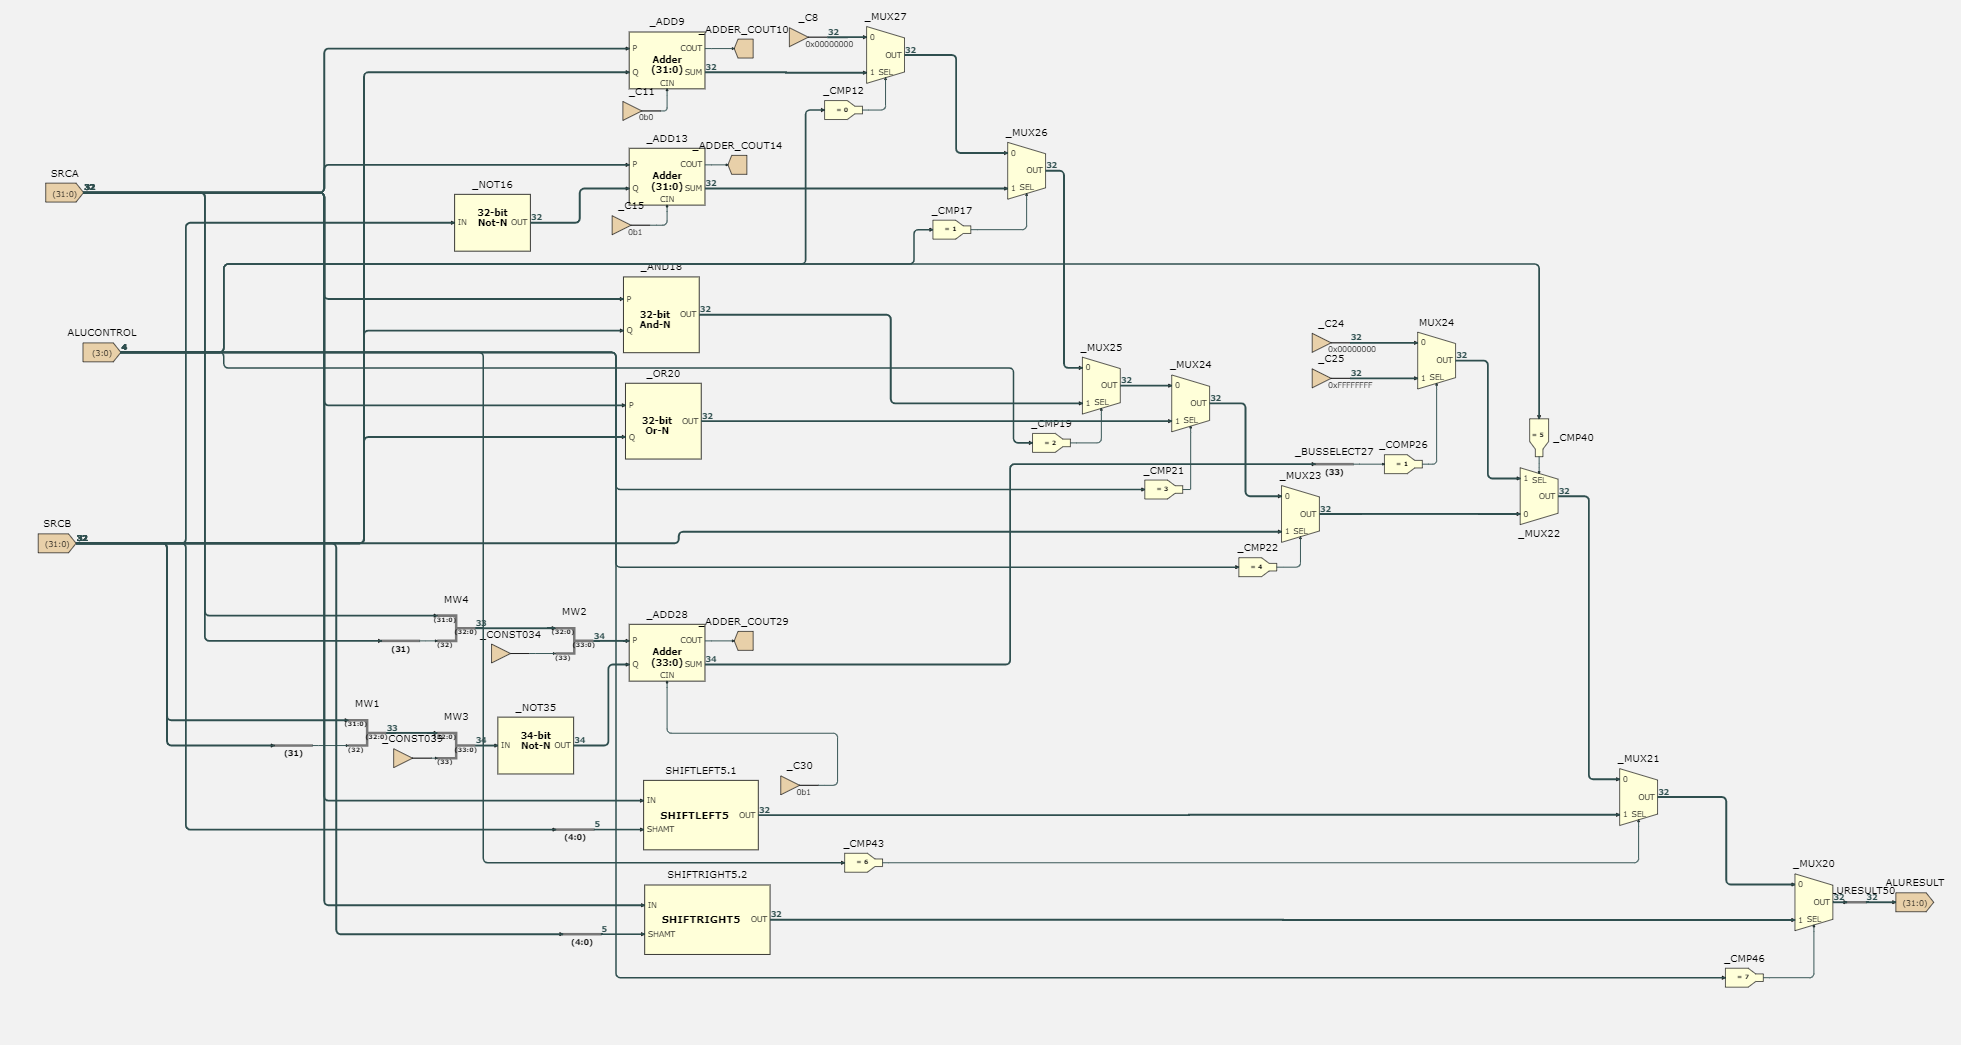 _ADD9
P
COUT
Adder
(31:0)
Q
SUM
32
CIN
_ADDER_COUT10
_C8
32
0x00000000
_MUX27
0
OUT
32
1 SEL
_C11
0b0
_CMP12
= 0
_ADD13
P
COUT
Adder
(31:0)
Q
SUM
32
CIN
_ADDER_COUT14
_MUX26
0
OUT
32
1 SEL
SRCA
(31:0)
32
_NOT16
32-bit
Not-N
IN
OUT
32
_C15
0b1
_CMP17
= 1
_AND18
P
32-bit
And-N
OUT
32
Q
ALUCONTROL
(3:0)
4
_OR20
P
32-bit
Or-N
OUT
32
Q
_MUX25
0
OUT
32
1 SEL
_MUX24
0
OUT
32
1 SEL
_C24
32
0x00000000
_C25
32
0xFFFFFFFF
MUX24
0
OUT
32
1 SEL
_CMP19
= 2
_CMP21
= 3
_BUSSELECT27
(33)
_COMP26
= 1
= 5
_CMP40
_MUX23
0
OUT
32
1 SEL
1 SEL
OUT
32
0
_MUX22
SRCB
(31:0)
32
_CMP22
= 4
MW4
(31:0)
(32:0)
33
(31)
(32)
MW2
(32:0)
(33:0)
34
(33)
_CONST034
_ADD28
P
COUT
Adder
(33:0)
Q
SUM
34
CIN
_ADDER_COUT29
MW1
(31:0)
(32:0)
33
(31)
(32)
MW3
(32:0)
(33:0)
34
(33)
_CONST035
_NOT35
34-bit
Not-N
IN
OUT
34
_C30
0b1
SHIFTLEFT5.1
IN
SHIFTLEFT5
OUT
32
SHAMT
5
(4:0)
_CMP43
= 6
_MUX21
0
OUT
32
1 SEL
SHIFTRIGHT5.2
IN
SHIFTRIGHT5
OUT
32
SHAMT
5
(4:0)
_MUX20
0
OUT
32
1 SEL
LURESULT50
32
ALURESULT
(31:0)
_CMP46
= 7